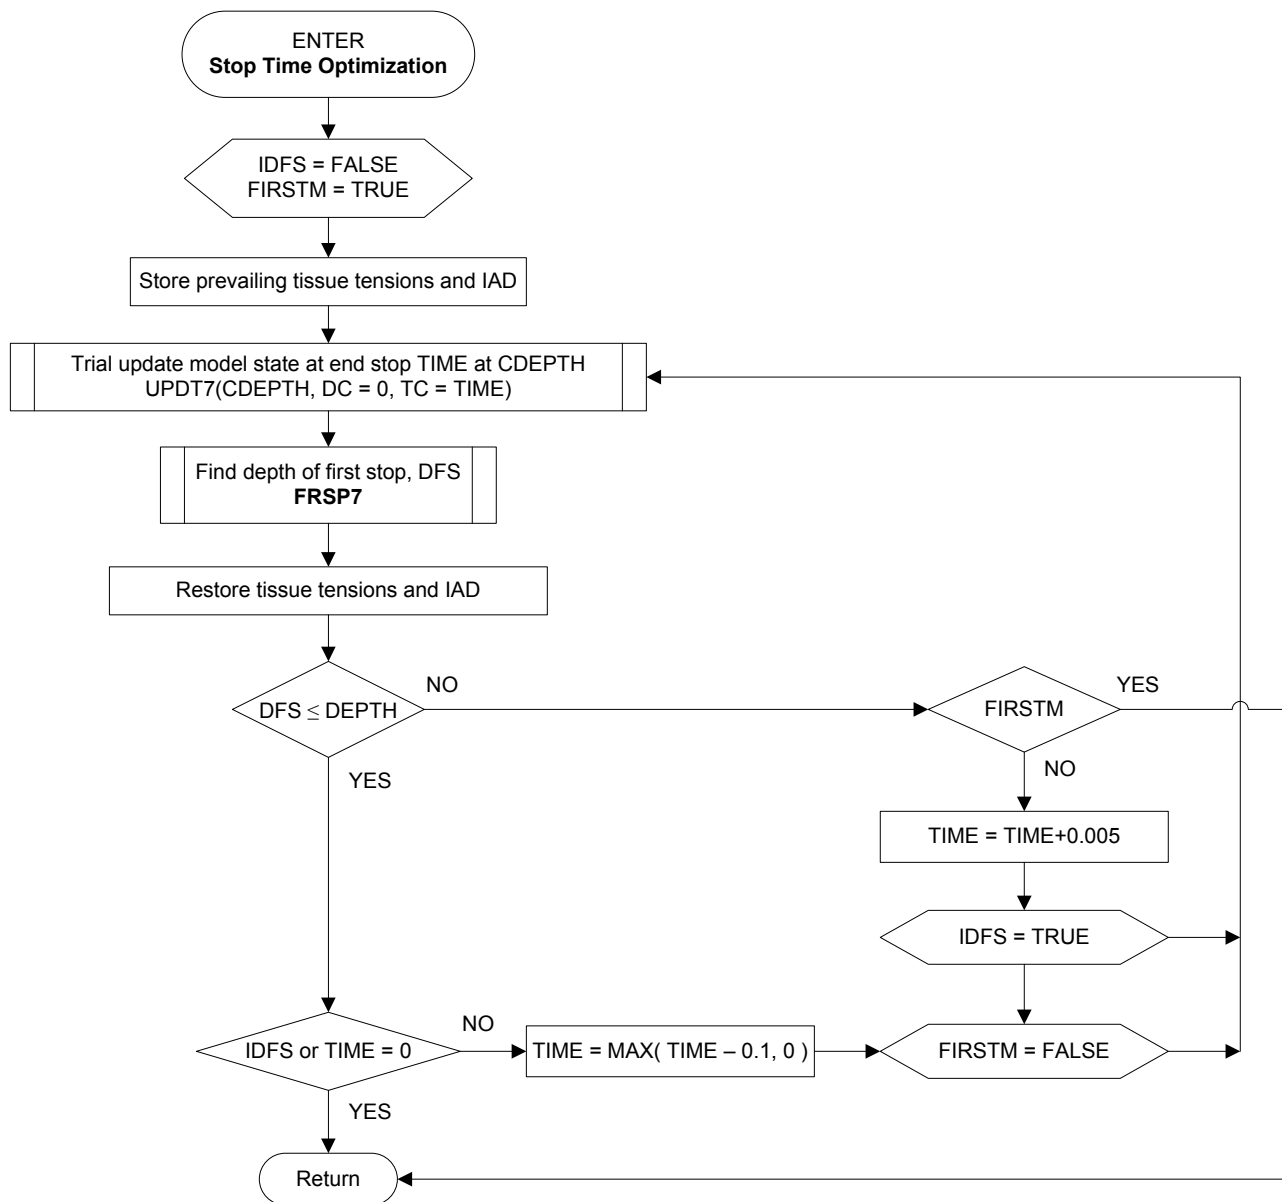 ENTER
Stop Time Optimization
IDFS = FALSE
FIRSTM = TRUE
Store prevailing tissue tensions and IAD
Trial update model state at end stop TIME at CDEPTH
UPDT7(CDEPTH, DC = 0, TC = TIME)
Find depth of first stop, DFS
FRSP7
Restore tissue tensions and IAD
DFS ≤ DEPTH
NO
FIRSTM
YES
YES
NO
TIME = TIME+0.005
IDFS = TRUE
IDFS or TIME = 0
NO
TIME = MAX( TIME – 0.1, 0 )
FIRSTM = FALSE
YES
Return